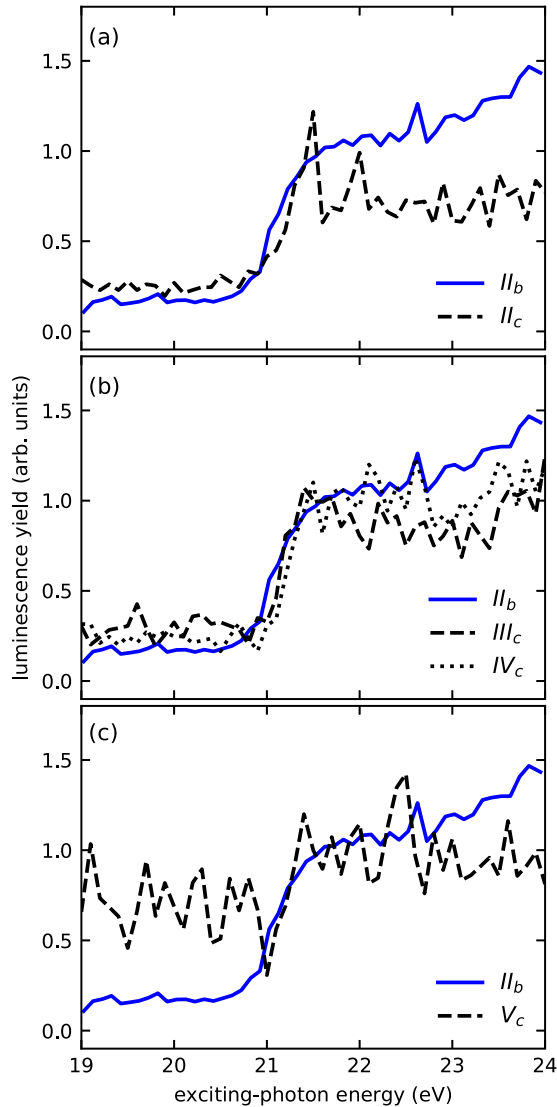 (a)
1.5
1.0
0.5
0.0
II_b
II_c
(b)
1.5
1.0
0.5
0.0
II_b
III_c
IV_c
luminescence yield (arb. units)
(c)
1.5
1.0
0.5
0.0
II_b
V_c
19 20 21 22 23 24
exciting-photon energy (eV)